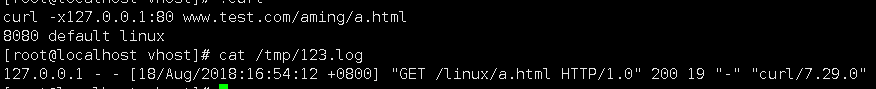 curl -x127.0.0.1:80 www.test.com/aming/a.html
8080 default linux
[root@localhost vhost]# cat /tmp/123.log
127.0.0.1 - - [18/Aug/2018:16:54:12 +0800] "GET /linux/a.html HTTP/1.0" 200 19 "-" "curl/7.29.0"